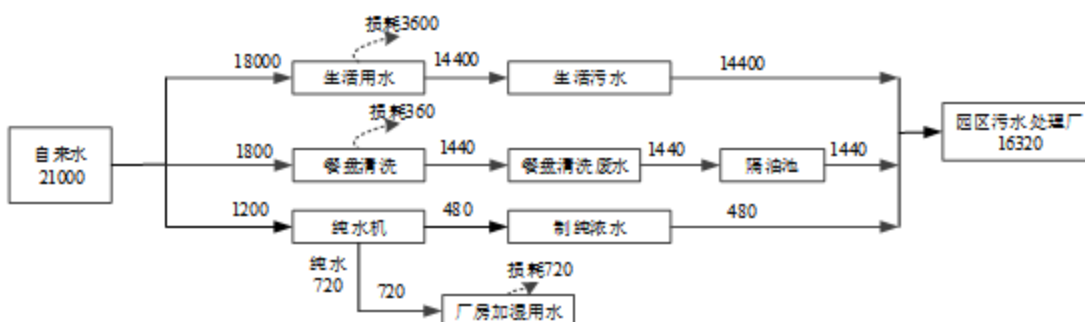 损耗3600
18000
生活用水
14400
生活污水
14400
损耗360
自来水
21000
1800
餐盘清洗
1440
餐盘清洗废水
1440
隔油池
1440
园区污水处理厂
16320
1200
纯水机
480
制纯浓水
480
纯水
720
720
损耗720
厂房加湿用水